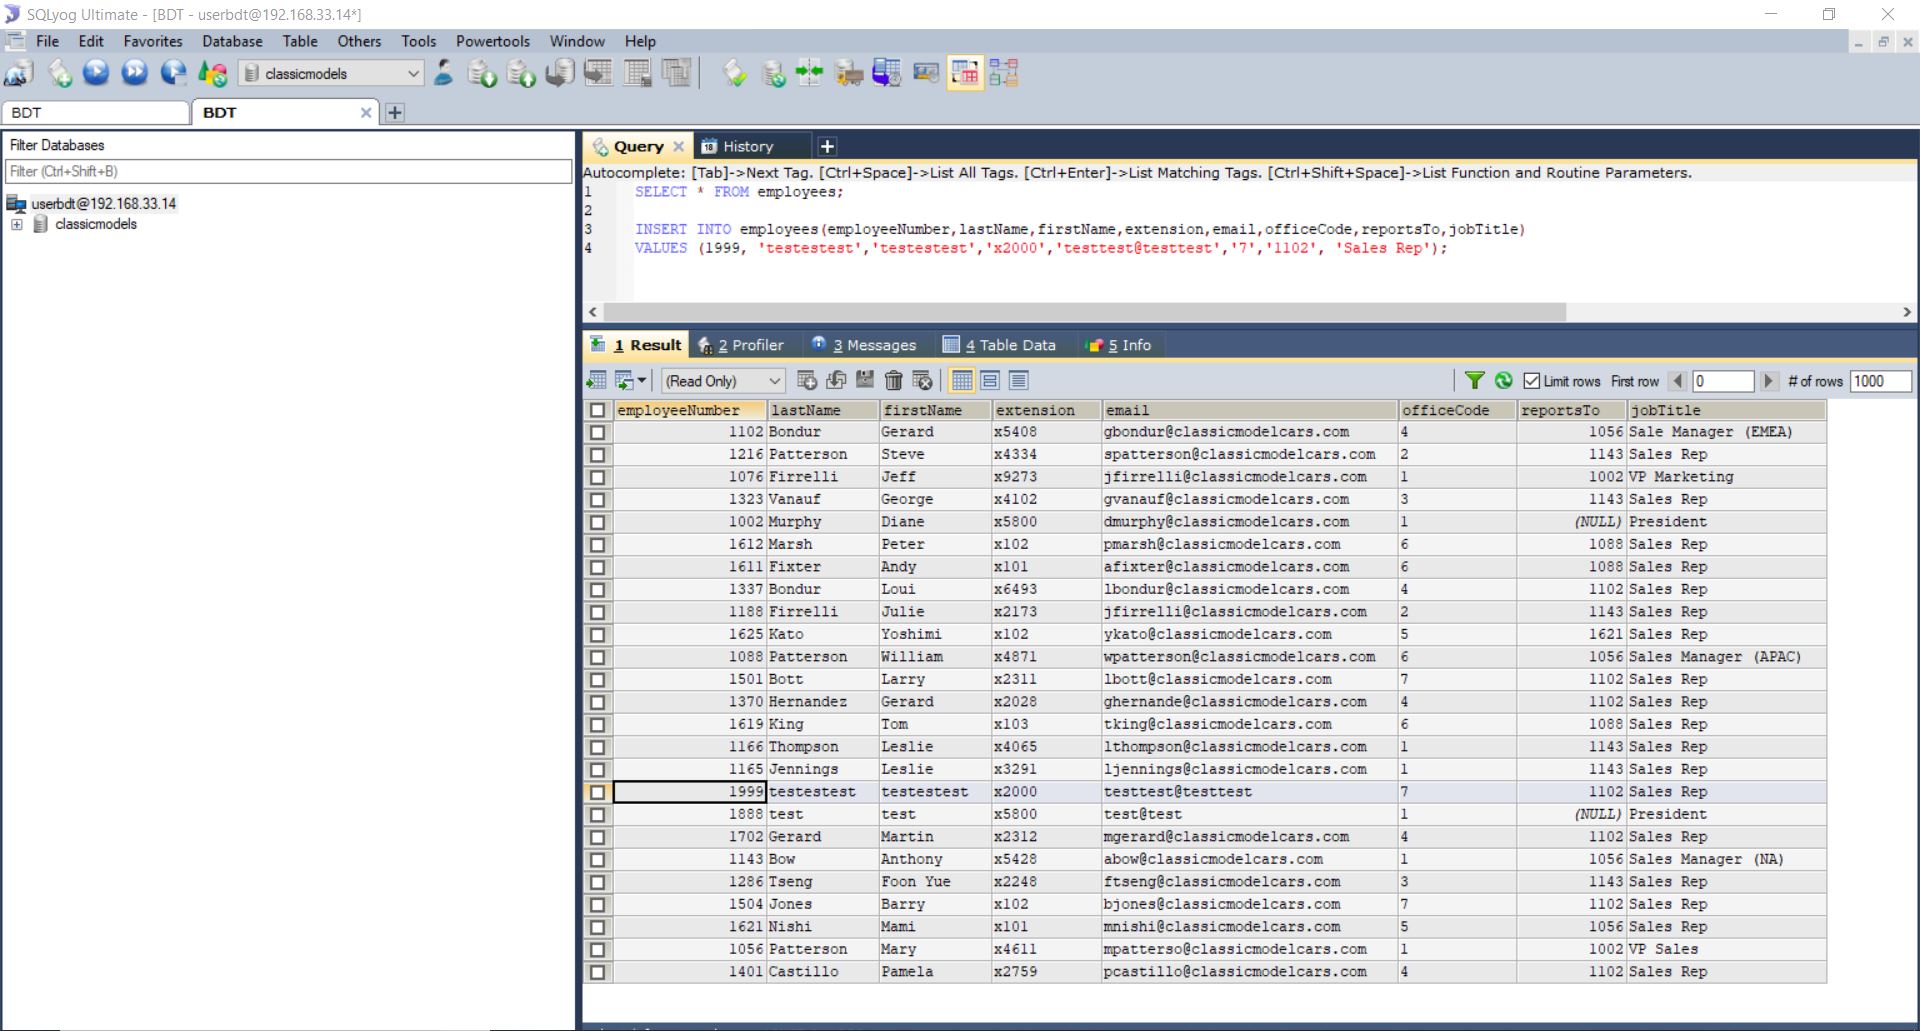 SQLyog Ultimate - [BDT - userbdt@192.168.33.14*]
File Edit Favorites Database Table Others Tools Powertools Window Help
classicmodels
BDT
BDT
Filter Databases
Filter (Ctrl+Shift+B)
userbdt@192.168.33.14
classicmodels
Query History
Autocomplete: [Tab]->Next Tag. [Ctrl+Space]->List All Tags. [Ctrl+Enter]->List Matching Tags. [Ctrl+Shift+Space]->List Function and Routine Parameters.
1 SELECT * FROM employees;
2
3 INSERT INTO employees(employeeNumber,lastName,firstName,extension,email,officeCode,reportsTo,jobTitle)
4 VALUES (1999, 'testestest','testestest','x2000','testtest@testtest','7','1102', 'Sales Rep');
1 Result 2 Profiler 3 Messages 4 Table Data 5 Info
(Read Only) Limit rows First row 0 # of rows 1000
employeeNumber lastName firstName extension email officeCode reportsTo jobTitle
1102 Bondur Gerard x5408 gbondur@classicmodelcars.com 4 1056 Sale Manager (EMEA)
1216 Patterson Steve x4334 spatterson@classicmodelcars.com 2 1143 Sales Rep
1076 Firrelli Jeff x9273 jfirrelli@classicmodelcars.com 1 1002 VP Marketing
1323 Vanauf George x4102 gvanauf@classicmodelcars.com 3 1143 Sales Rep
1002 Murphy Diane x5800 dmurphy@classicmodelcars.com 1 (NULL) President
1612 Marsh Peter x102 pmarsh@classicmodelcars.com 6 1088 Sales Rep
1611 Fixter Andy x101 afixter@classicmodelcars.com 6 1088 Sales Rep
1337 Bondur Loui x6493 lbondur@classicmodelcars.com 4 1102 Sales Rep
1188 Firrelli Julie x2173 jfirrelli@classicmodelcars.com 2 1143 Sales Rep
1625 Kato Yoshimi x102 ykato@classicmodelcars.com 5 1621 Sales Rep
1088 Patterson William x4871 wpatterson@classicmodelcars.com 6 1056 Sales Manager (APAC)
1501 Bott Larry x2311 lbott@classicmodelcars.com 7 1102 Sales Rep
1370 Hernandez Gerard x2028 ghernande@classicmodelcars.com 4 1102 Sales Rep
1619 King Tom x103 tking@classicmodelcars.com 6 1088 Sales Rep
1166 Thompson Leslie x4065 lthompson@classicmodelcars.com 1 1143 Sales Rep
1165 Jennings Leslie x3291 ljennings@classicmodelcars.com 1 1143 Sales Rep
1999 testestest testestest x2000 testtest@testtest 7 1102 Sales Rep
1888 test test x5800 test@test 1 (NULL) President
1702 Gerard Martin x2312 mgerard@classicmodelcars.com 4 1102 Sales Rep
1143 Bow Anthony x5428 abow@classicmodelcars.com 1 1056 Sales Manager (NA)
1286 Tseng Foon Yue x2248 ftseng@classicmodelcars.com 3 1143 Sales Rep
1504 Jones Barry x102 bjones@classicmodelcars.com 7 1102 Sales Rep
1621 Nishi Mami x101 mnishi@classicmodelcars.com 5 1056 Sales Rep
1056 Patterson Mary x4611 mpatterso@classicmodelcars.com 1 1002 VP Sales
1401 Castillo Pamela x2759 pcastillo@classicmodelcars.com 4 1102 Sales Rep